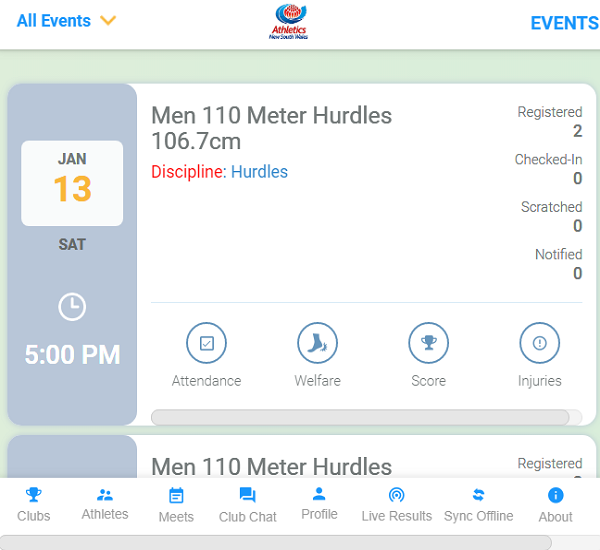 All Events
Athletics
New South Wales
EVENTS
JAN
13
SAT
5:00 PM
Men 110 Meter Hurdles
106.7cm
Discipline: Hurdles
Registered
2
Checked-In
0
Scratched
0
Notified
0
Attendance
Welfare
Score
Injuries
Men 110 Meter Hurdles
Registered
Clubs
Athletes
Meets
Club Chat
Profile
Live Results
Sync Offline
About